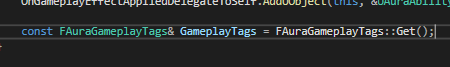 OnGameplayEffectAppliedDelegateToSelf.AddUObject(this, &UAuraAbility
const FAuraGameplayTags& GameplayTags = FAuraGameplayTags::Get();